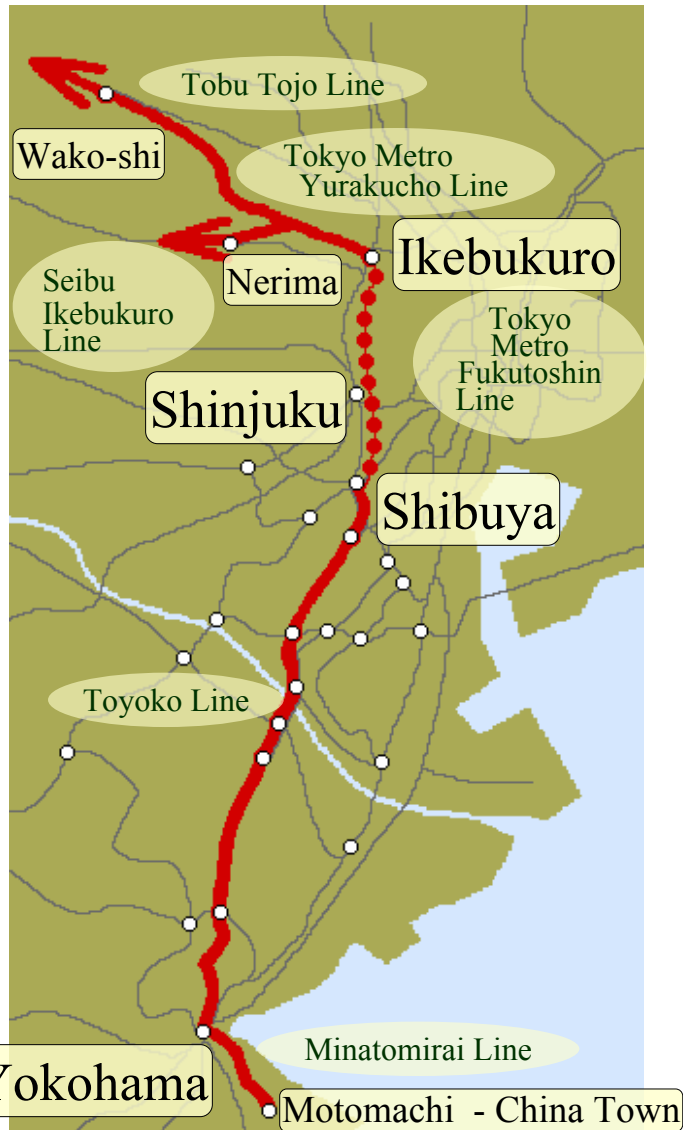 Tobu Tojo Line
Wako-shi
Tokyo Metro
Yurakucho Line
Ikebukuro
Nerima
Seibu
Ikebukuro
Line
Tokyo
Metro
Fukutoshin
Line
Shinjuku
Shibuya
Toyoko Line
Minatomirai Line
Yokohama
Motomachi - China Town